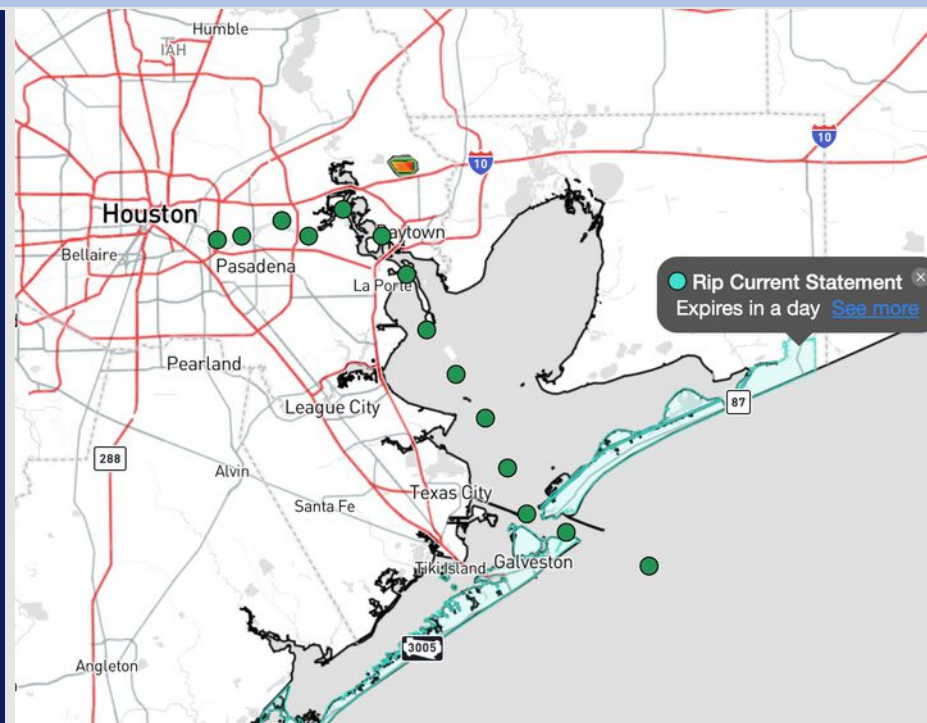 Humble
IAH
10
10
Houston
Baytown
Bellaire
Pasadena
La Porte
Rip Current Statement
Expires in a day See more
Pearland
League City
87
288
Alvin
Texas City
Santa Fe
Tiki Island
Galveston
3005
Angleton